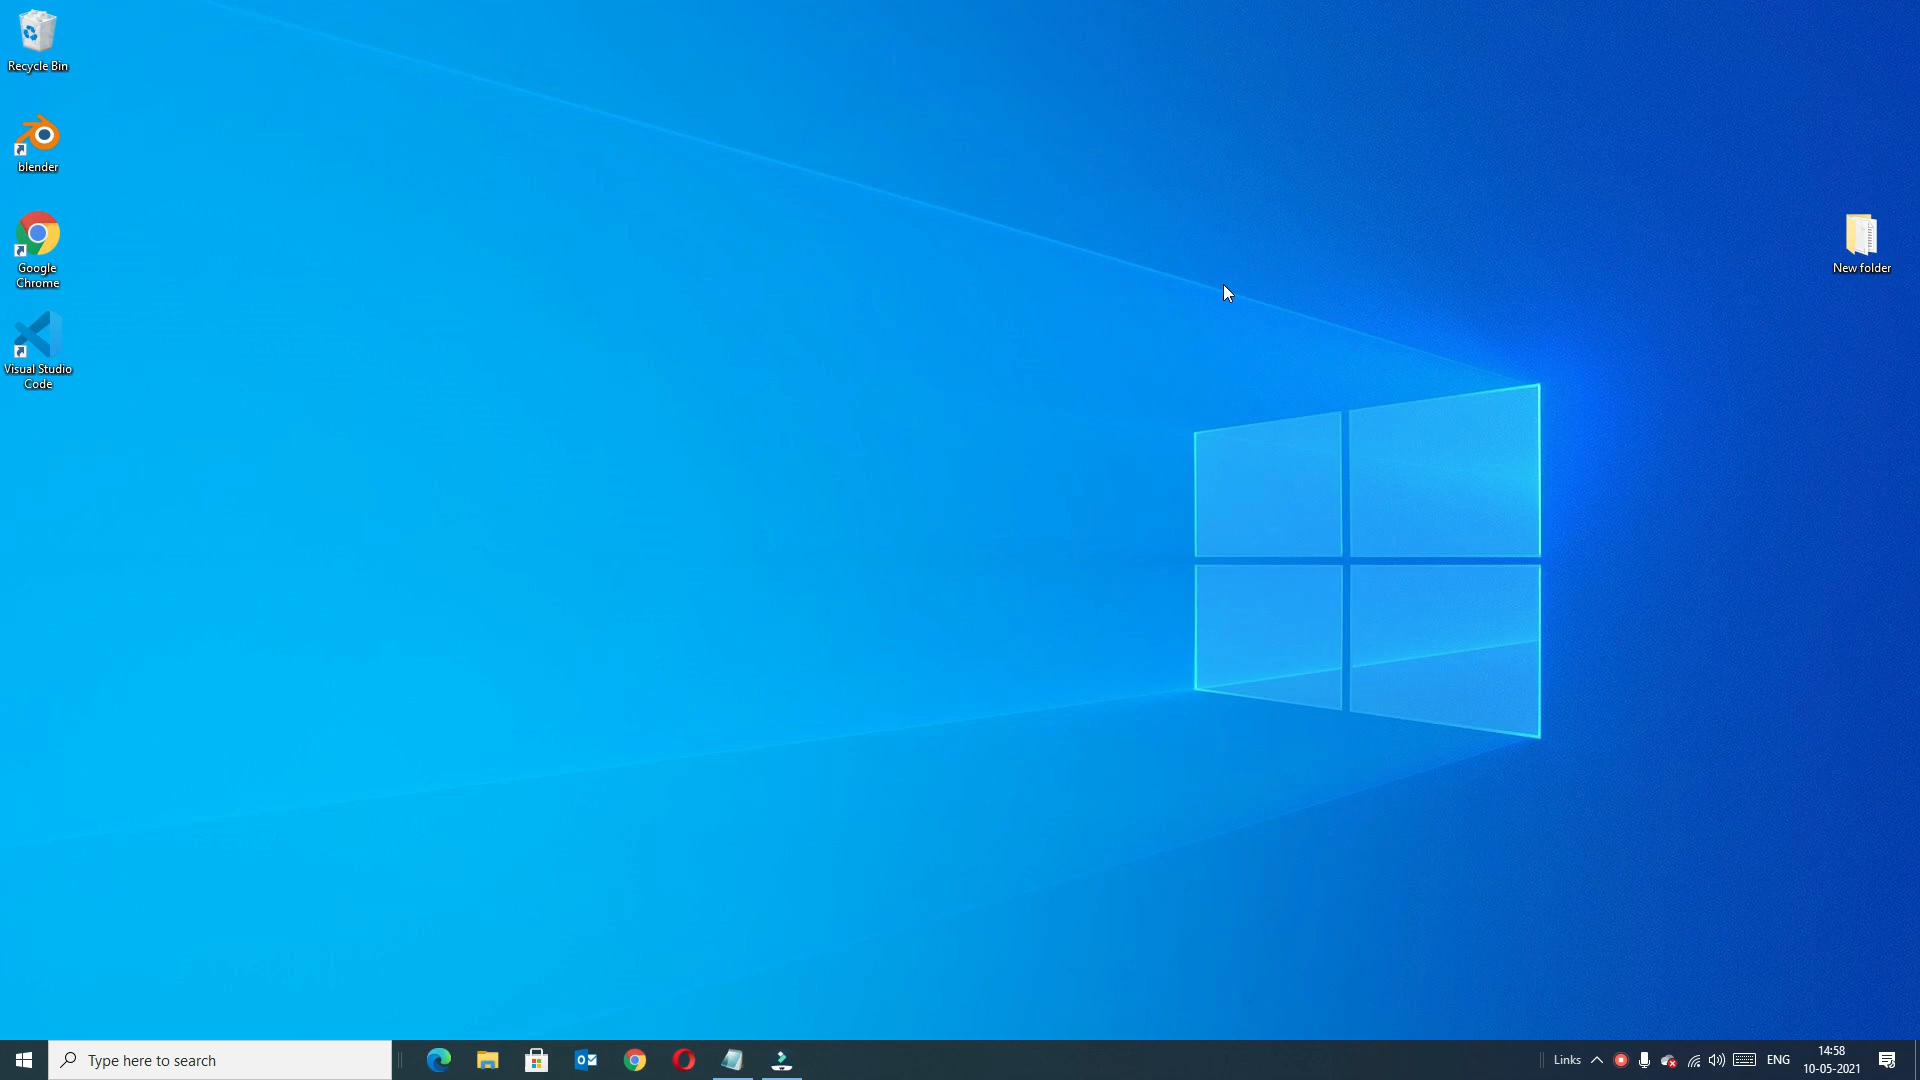 Recycle Bin
blender
Google
Chrome
Visual Studio
Code
New folder
Type here to search
Links
ENG
14:58
10-05-2021